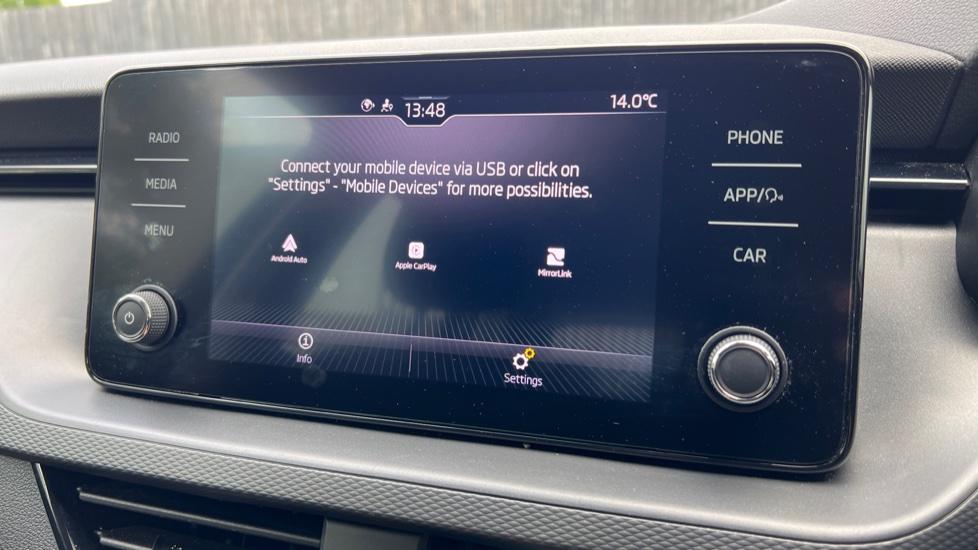 13:48
14.0°C
RADIO
MEDIA
MENU
Connect your mobile device via USB or click on
"Settings" - "Mobile Devices" for more possibilities.
Android Auto
Apple CarPlay
MirrorLink
Info
Settings
PHONE
APP/
CAR